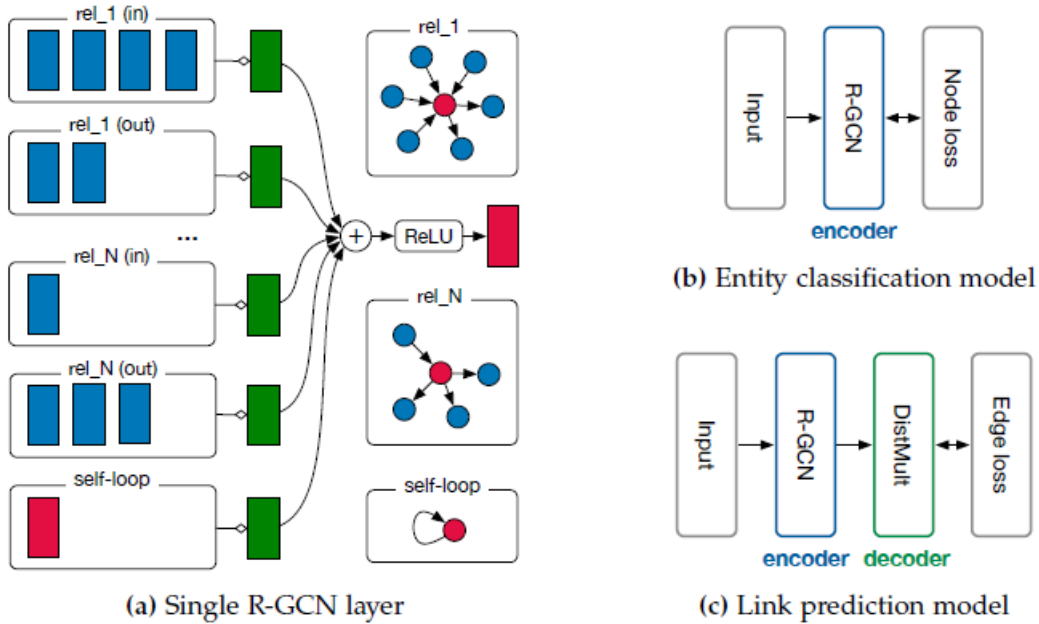 rel_1 (in)
rel_1 (out)
...
rel_N (in)
rel_N (out)
self-loop
+
ReLU
rel_1
rel_N
self-loop
(a) Single R-GCN layer
Input
R-GCN
Node loss
encoder
(b) Entity classification model
Input
R-GCN
DistMult
Edge loss
encoder
decoder
(c) Link prediction model